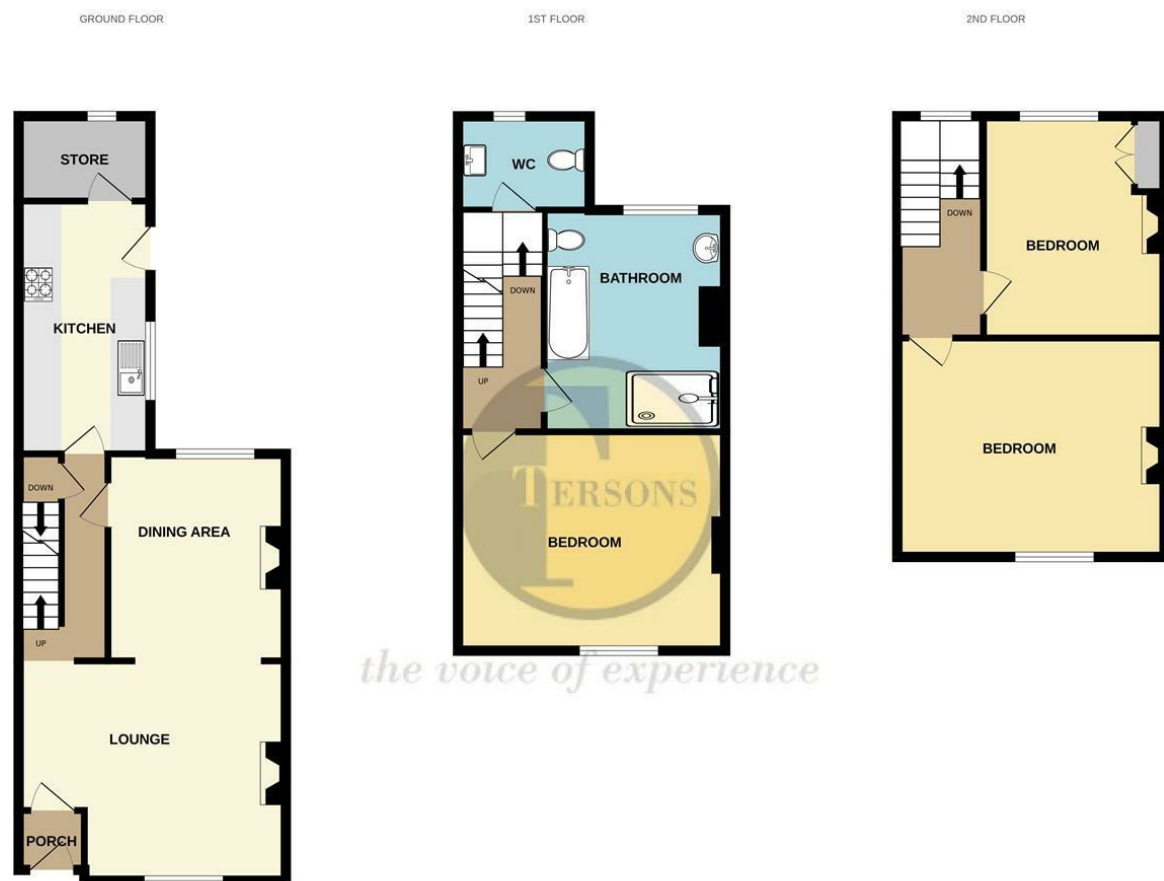 GROUND FLOOR
1ST FLOOR
2ND FLOOR
STORE
KITCHEN
DOWN
DINING AREA
UP
LOUNGE
PORCH
WC
BATHROOM
DOWN
UP
TERSONS
BEDROOM
the voice of experience
DOWN
BEDROOM
BEDROOM